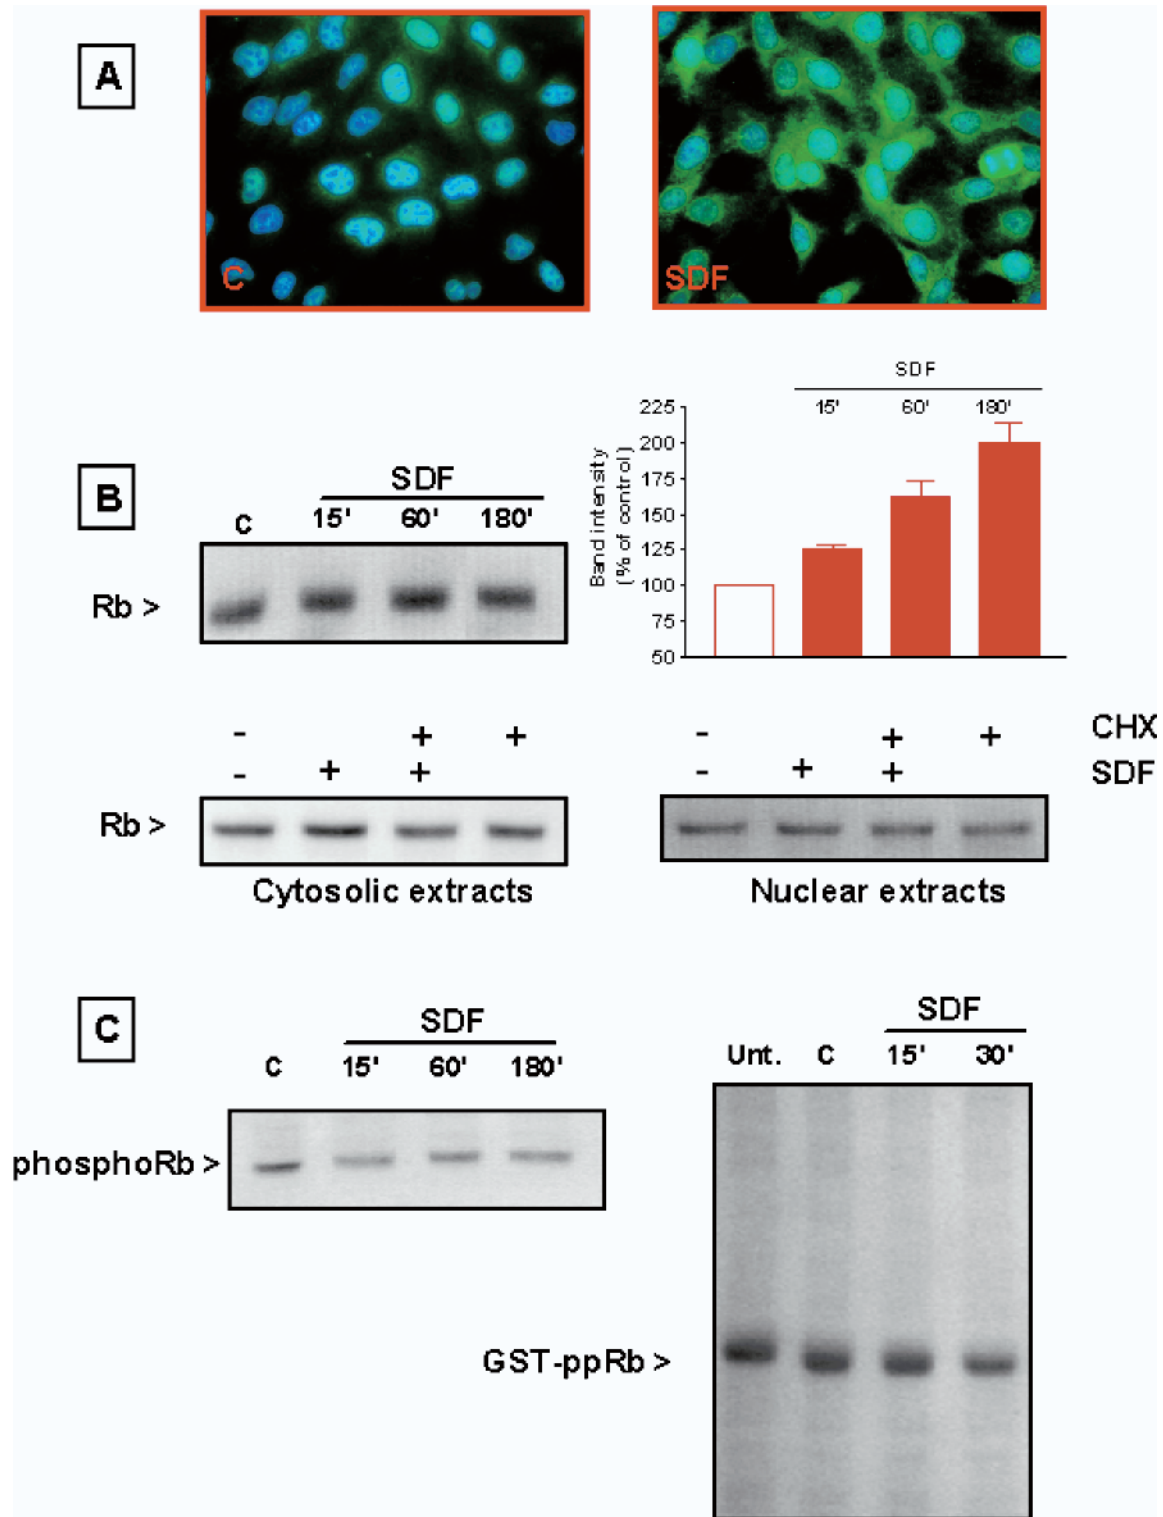 A
C
SDF
SDF
15' 60' 180'
225
200
175
150
125
100
75
50
Band intensity
(% of control)
B
SDF
C 15' 60' 180'
Rb >
- + +
- + +
Rb >
Cytosolic extracts
- + + CHX
- + + SDF
Nuclear extracts
C
SDF
C 15' 60' 180'
phosphoRb >
SDF
Unt. C 15' 30'
GST-ppRb >